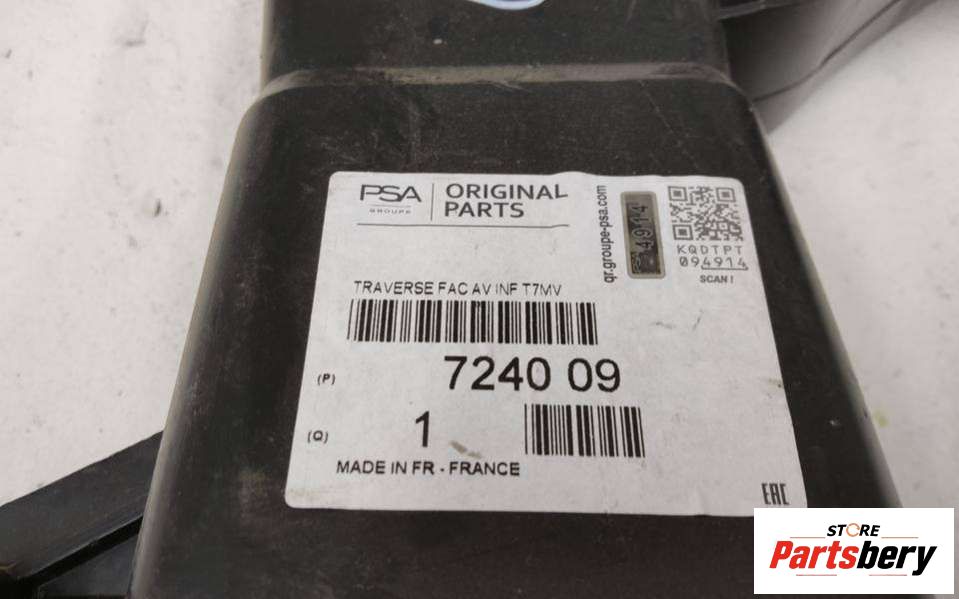 PSA
GROUPE
ORIGINAL
PARTS
qr.groupe-psa.com
4914
KQDTPT
094914
SCAN !
TRAVERSE FAC AV INF T7MV
(P) 7240 09
(Q) 1
MADE IN FR - FRANCE
EAC
STORE
Partsbery